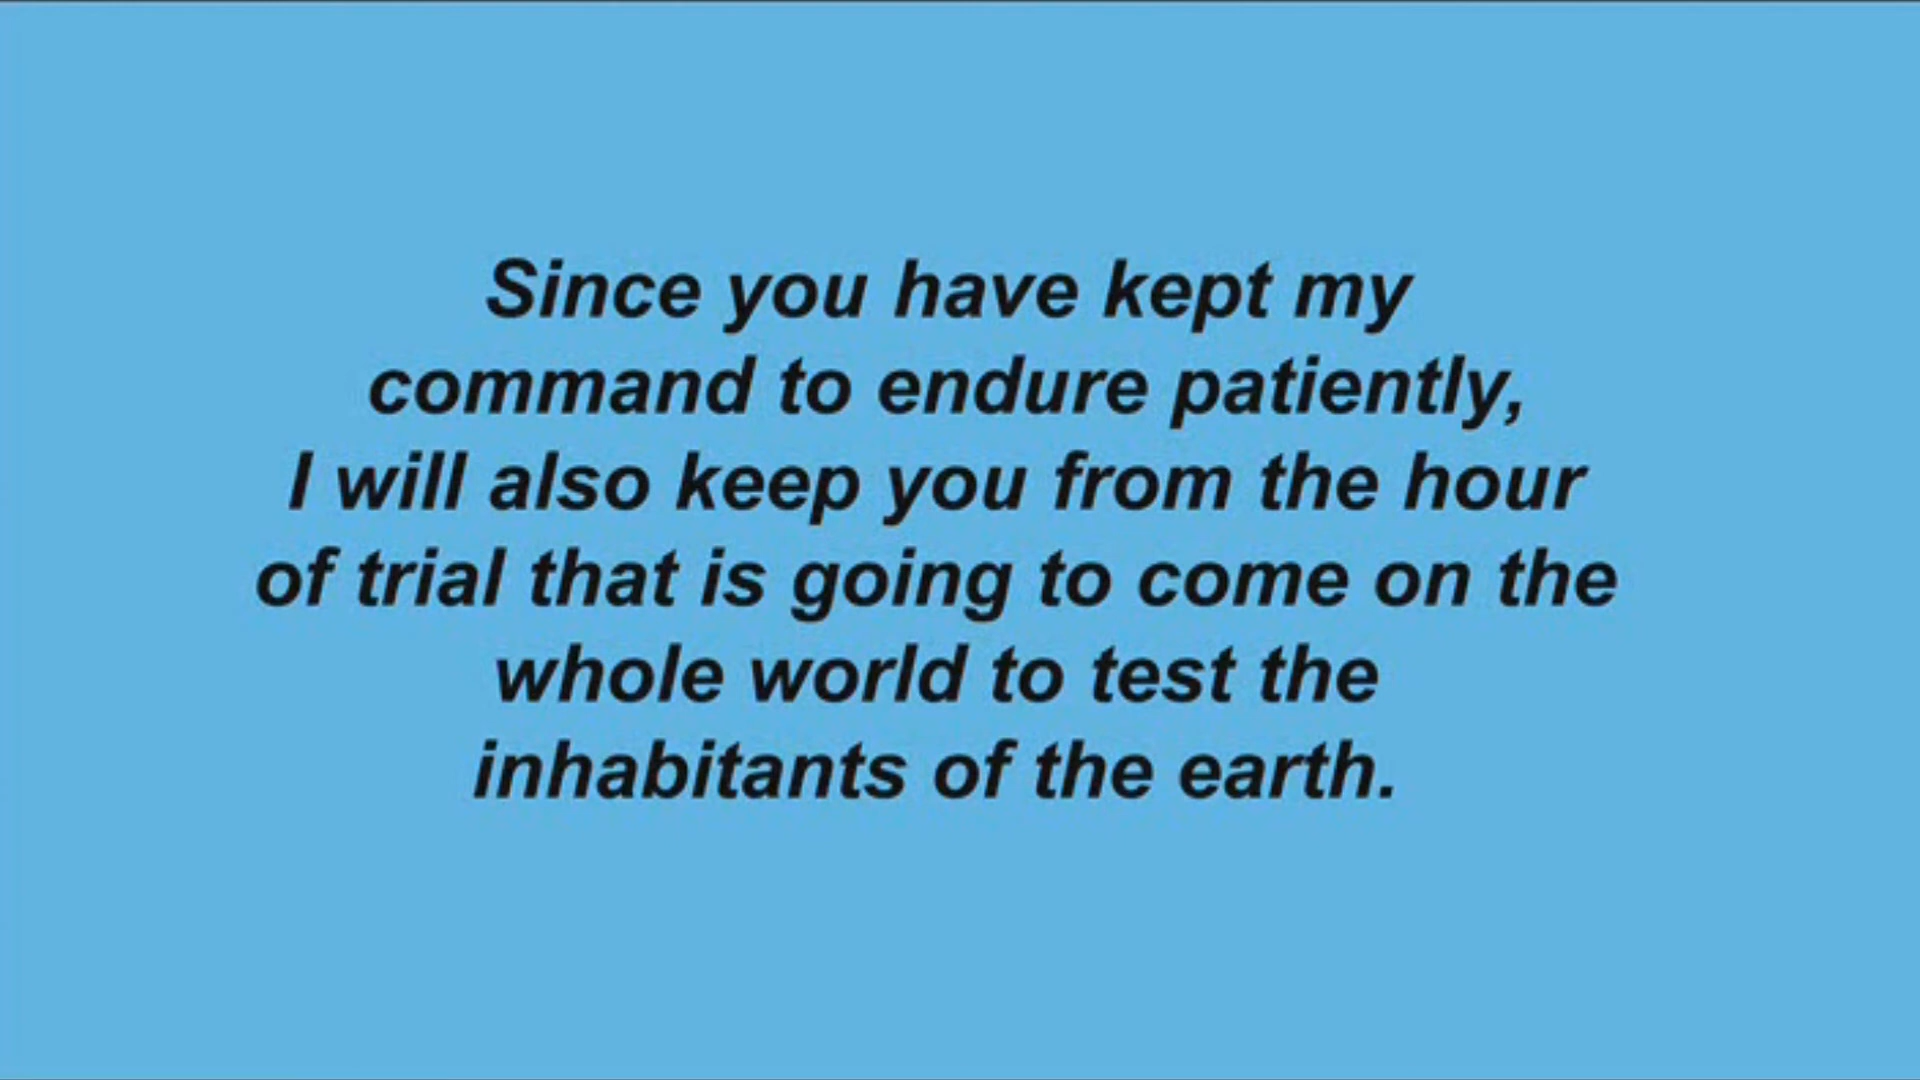 Since you have kept my
command to endure patiently,
I will also keep you from the hour
of trial that is going to come on the
whole world to test the
inhabitants of the earth.